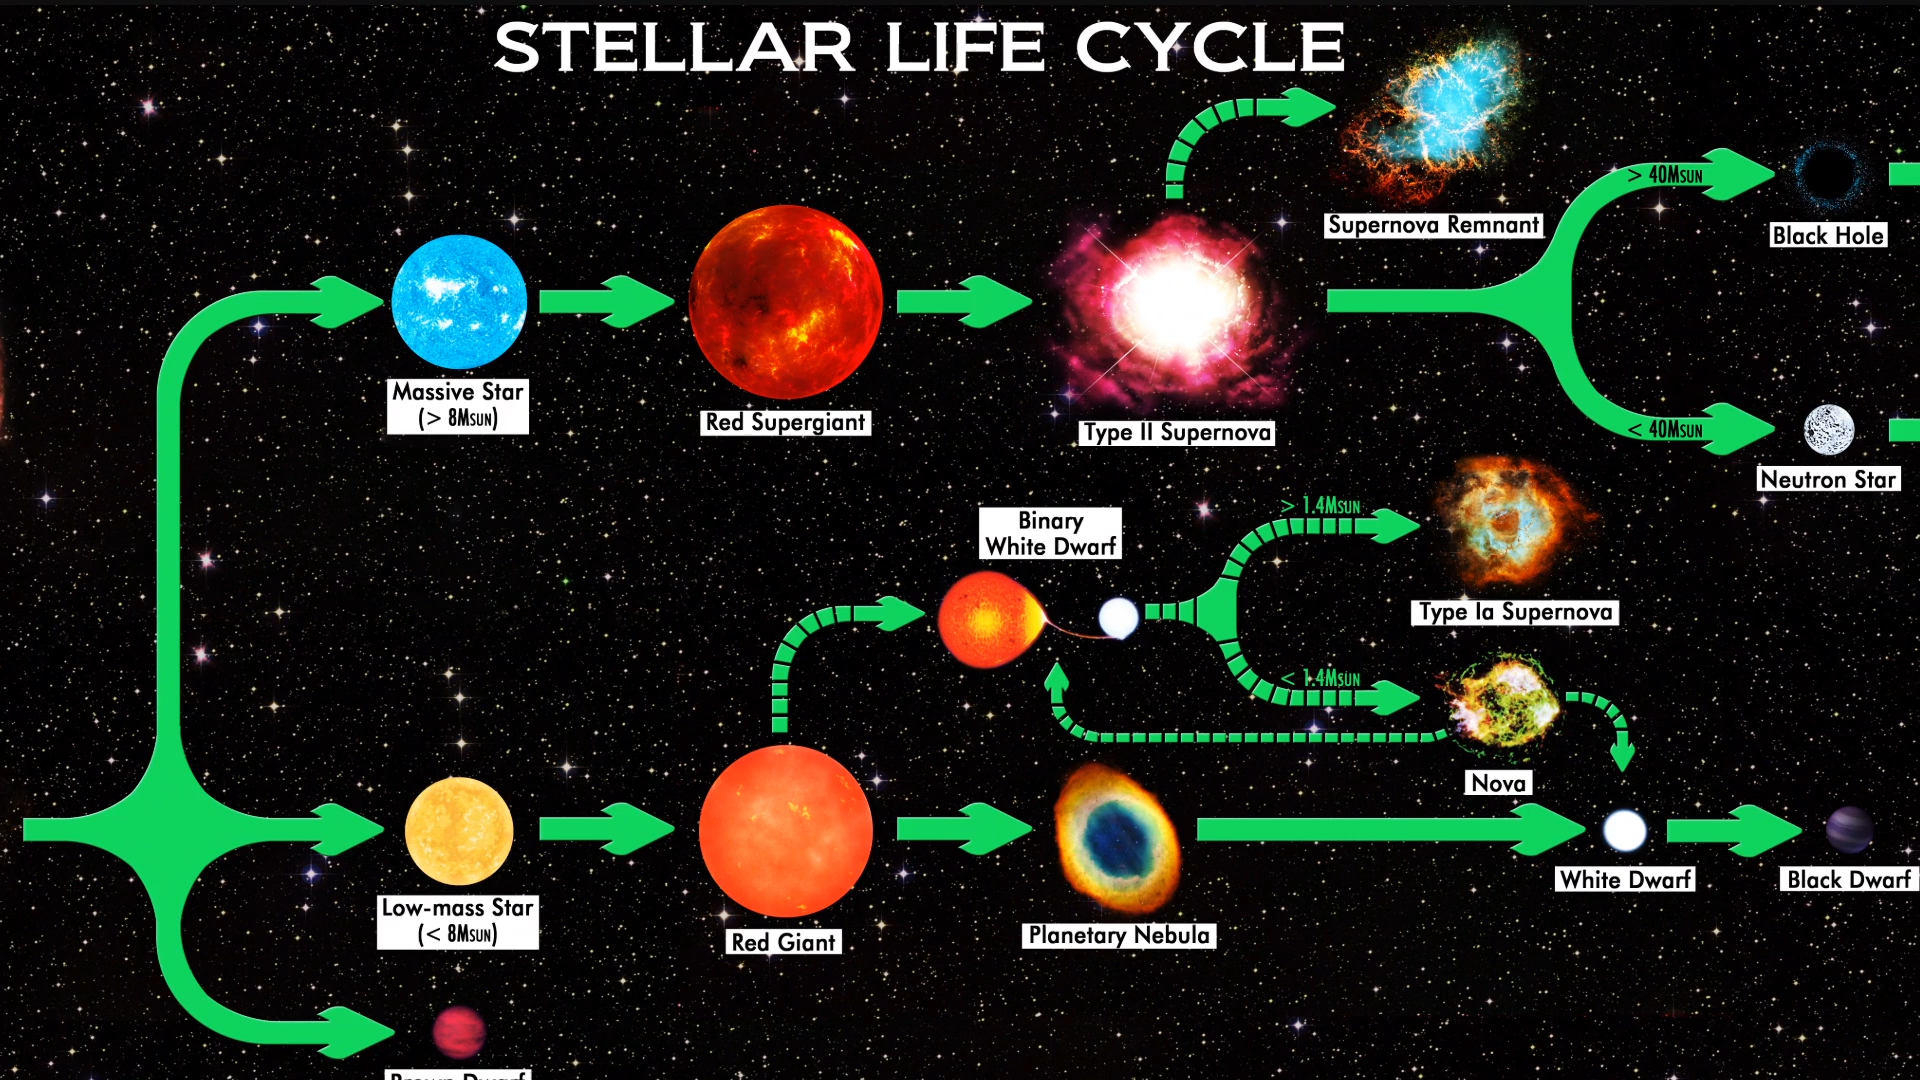 STELLAR LIFE CYCLE
Supernova Remnant
> 40MSUN
Black Hole
Massive Star
(> 8MSUN)
Red Supergiant
Type II Supernova
< 40MSUN
Neutron Star
Binary
White Dwarf
> 1.4MSUN
Type Ia Supernova
< 1.4MSUN
Nova
Low-mass Star
(< 8MSUN)
Red Giant
Planetary Nebula
White Dwarf
Black Dwarf
Brown Dwarf